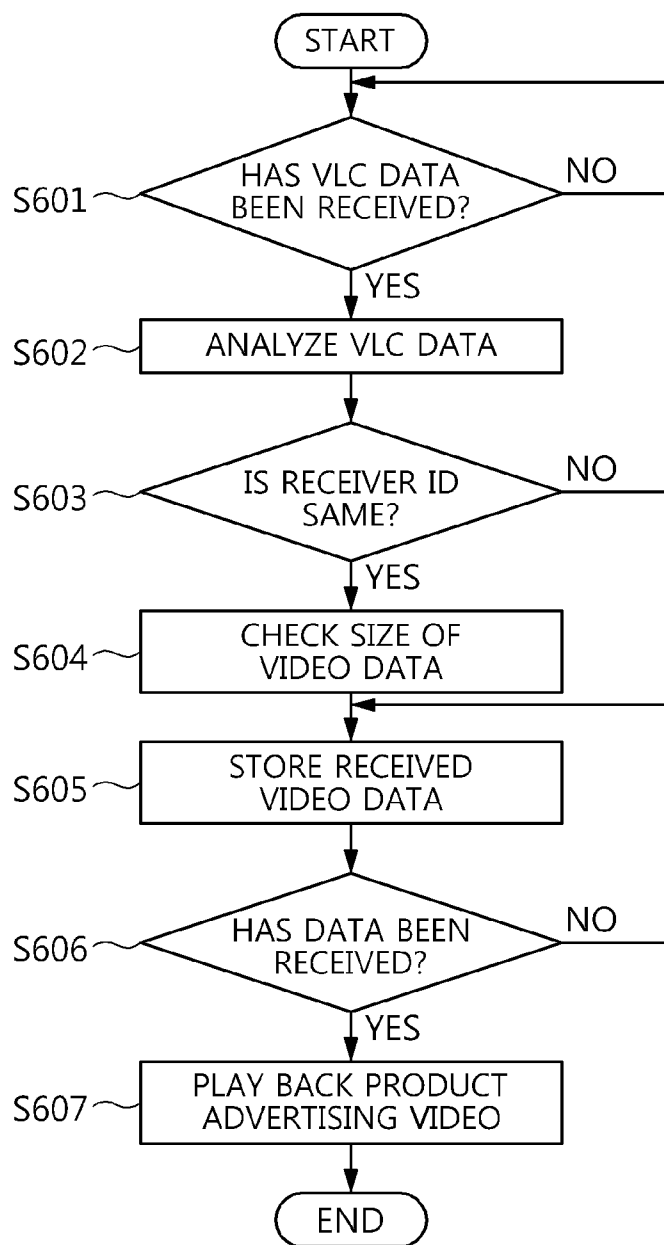 START
HAS VLC DATA
BEEN RECEIVED?
NO
S601
YES
ANALYZE VLC DATA
S602
IS RECEIVER ID
SAME?
NO
S603
YES
CHECK SIZE OF
VIDEO DATA
S604
STORE RECEIVED
VIDEO DATA
S605
HAS DATA BEEN
RECEIVED?
NO
S606
YES
PLAY BACK PRODUCT
ADVERTISING VIDEO
S607
END